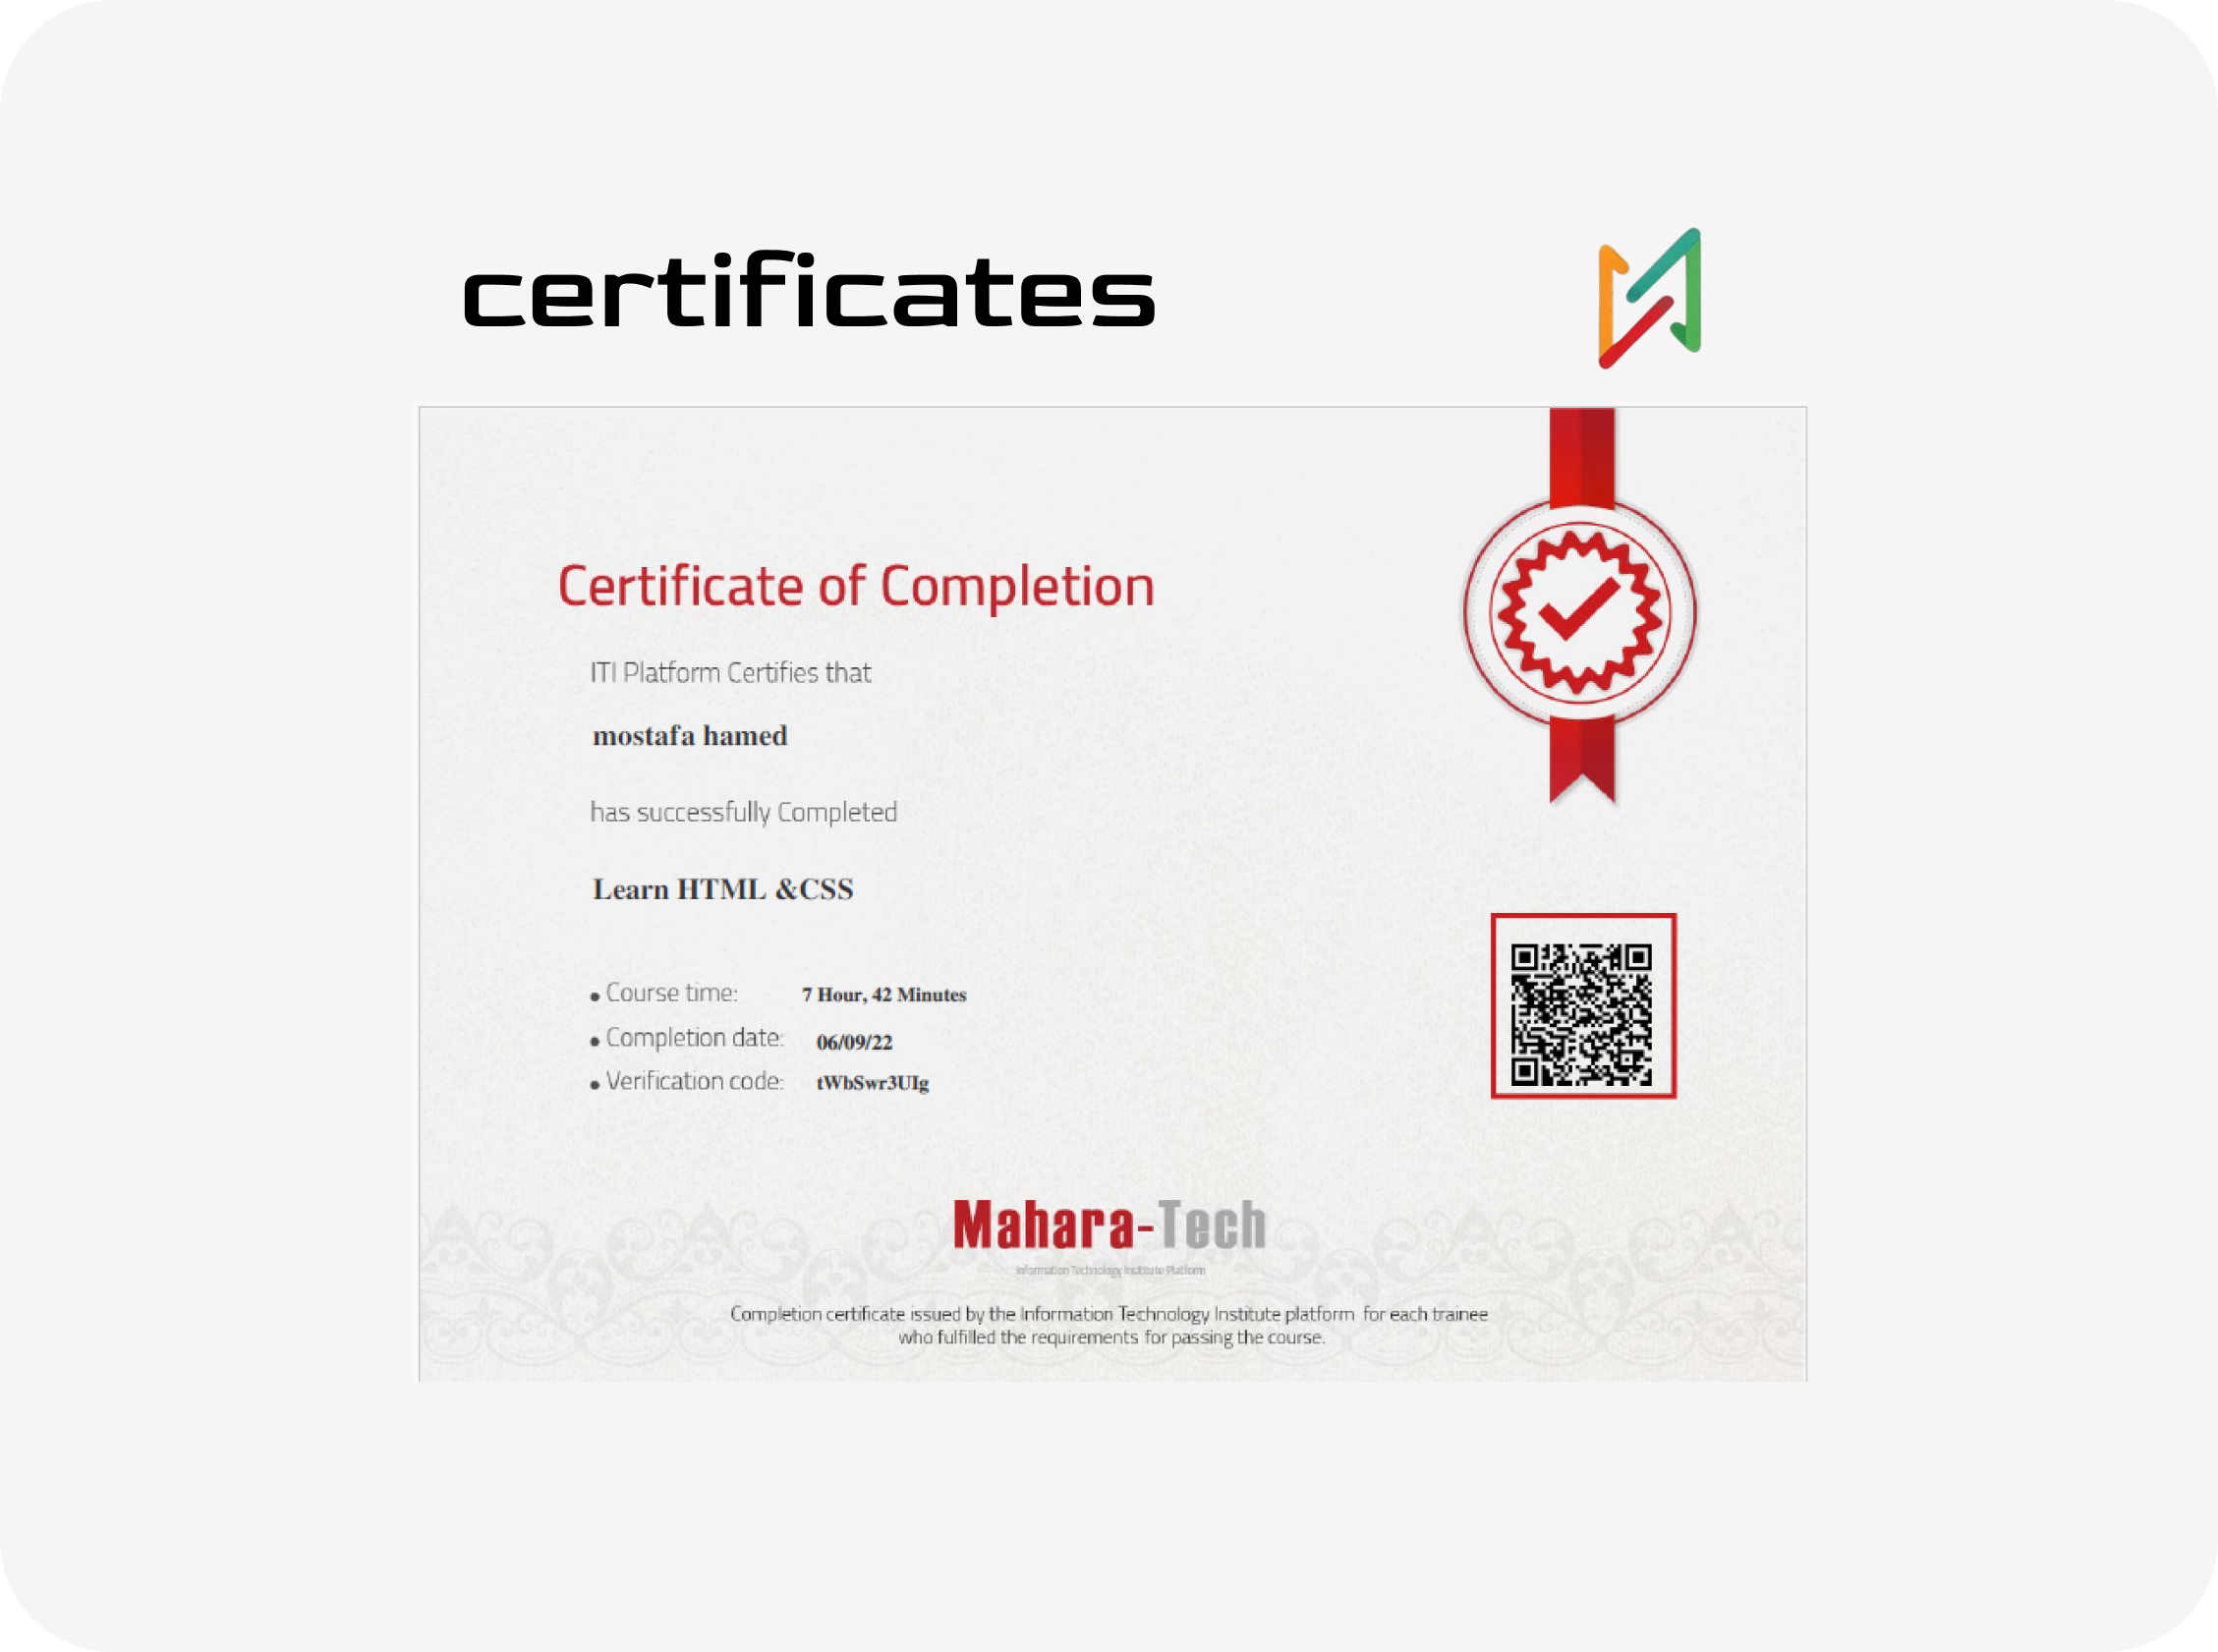 certificates
Certificate of Completion
ITI Platform Certifies that
mostafa hamed
has successfully Completed
Learn HTML &CSS
• Course time: 7 Hour, 42 Minutes
• Completion date: 06/09/22
• Verification code: tWbSwr3UIg
Mahara-Tech
Information Technology Institute Platform
Completion certificate issued by the Information Technology Institute platform for each trainee
who fulfilled the requirements for passing the course.